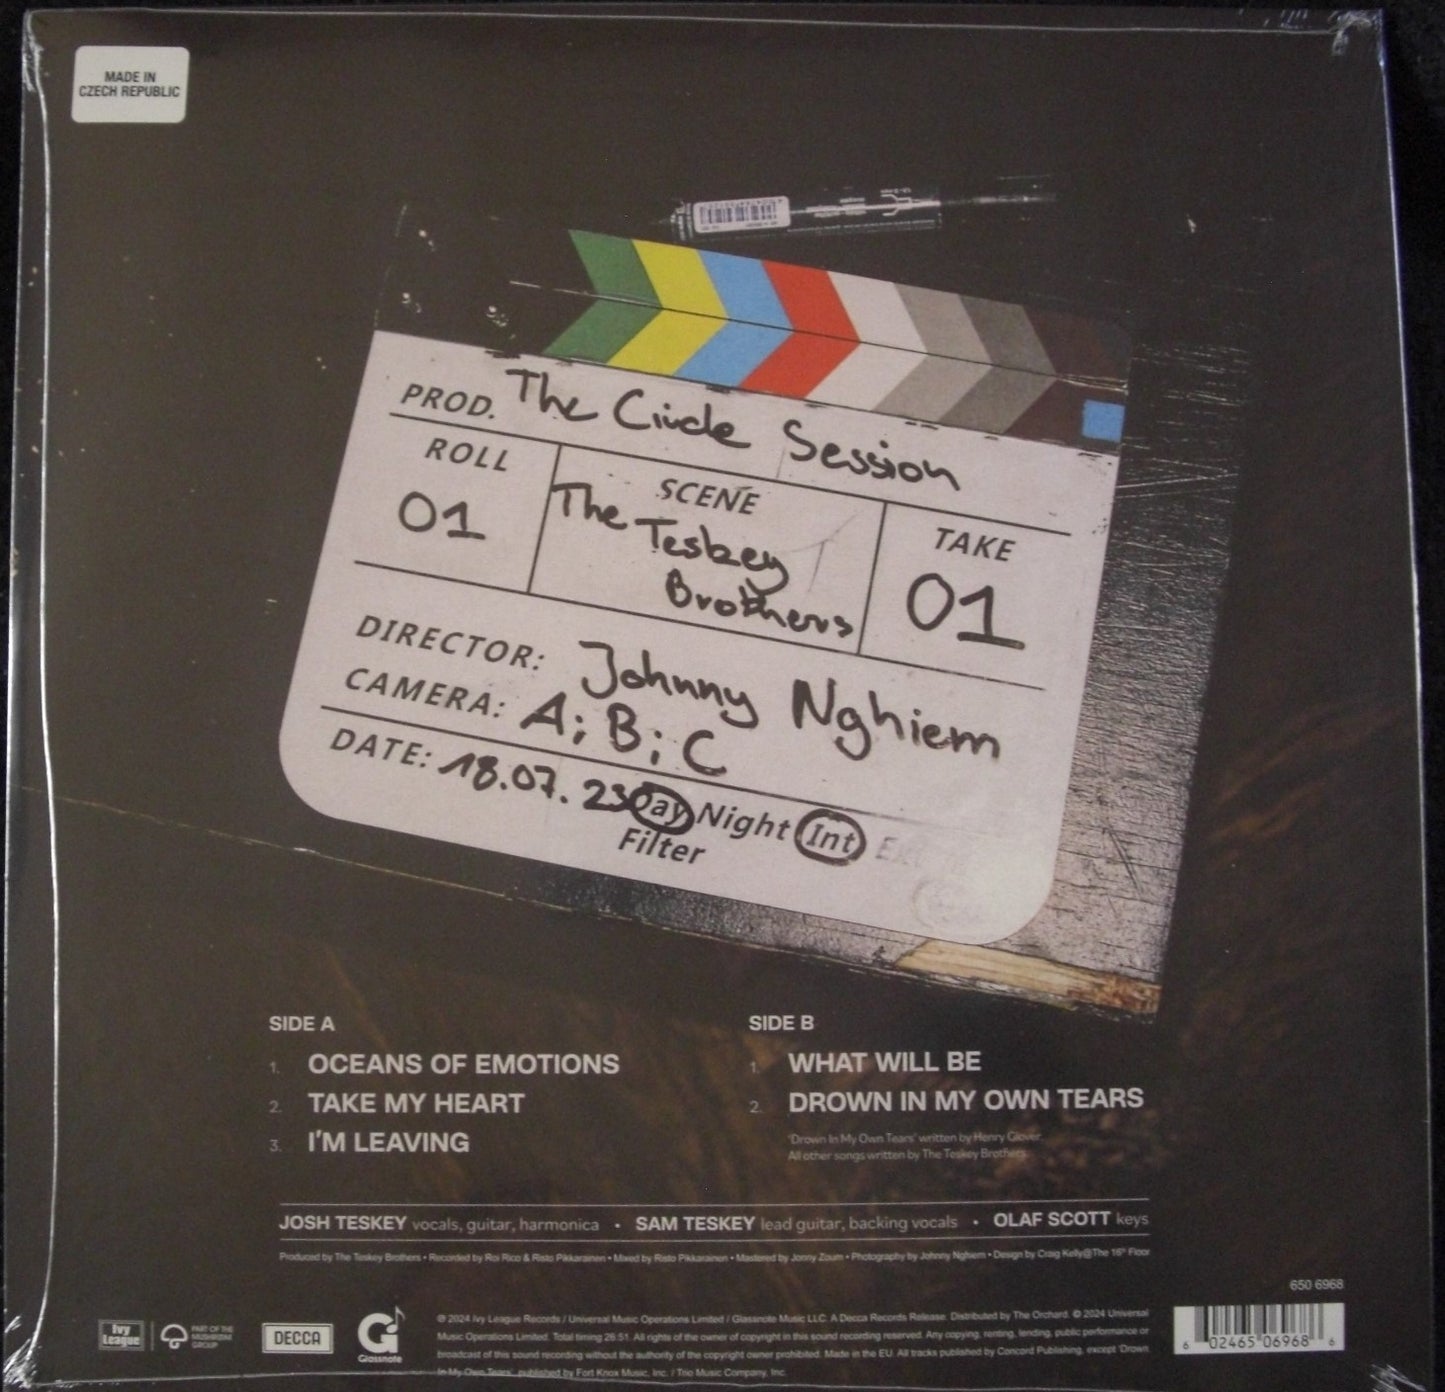 MADE IN
CZECH REPUBLIC
PROD. The Circle Session
ROLL
SCENE
TAKE
01
The Teskey Brothers
01
DIRECTOR: Johnny Nghiem
CAMERA: A; B; C
DATE: 18.07.23 Day Night Int Ext
Filter
SIDE A
1. OCEANS OF EMOTIONS
2. TAKE MY HEART
3. I'M LEAVING
SIDE B
1. WHAT WILL BE
2. DROWN IN MY OWN TEARS
'Drown In My Own Tears' written by Henry Glover.
All other songs written by The Teskey Brothers.
JOSH TESKEY vocals, guitar, harmonica • SAM TESKEY lead guitar, backing vocals • OLAF SCOTT keys
Produced by The Teskey Brothers • Recorded by Roi Rico & Risto Pikkarainen • Mixed by Risto Pikkarainen • Mastered by Jonny Zoum • Photography by Johnny Nghiem • Design by Craig Kelly@The 16th Floor
650 6968
Ivy League
PART OF THE MUSHROOM GROUP
DECCA
G
Glassnote
℗ 2024 Ivy League Records / Universal Music Operations Limited / Glassnote Music LLC. A Decca Records Release. Distributed by The Orchard. © 2024 Universal
Music Operations Limited. Total timing 26:51. All rights of the owner of copyright in this sound recording reserved. Any copying, renting, lending, public performance or
broadcast of this sound recording without the authority of the copyright owner prohibited. Made in the EU. All tracks published by Concord Publishing, except 'Drown
In My Own Tears' published by Fort Knox Music, Inc. / Trio Music Company, Inc.
6 02465 06968 6